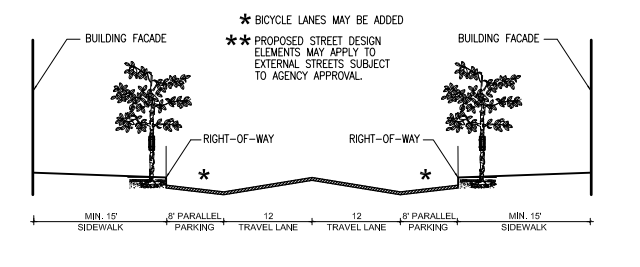 * BICYCLE LANES MAY BE ADDED
** PROPOSED STREET DESIGN
ELEMENTS MAY APPLY TO
EXTERNAL STREETS SUBJECT
TO AGENCY APPROVAL.
BUILDING FACADE
BUILDING FACADE
RIGHT-OF-WAY
RIGHT-OF-WAY
*
*
MIN. 15'
SIDEWALK
8' PARALLEL
PARKING
12
TRAVEL LANE
12
TRAVEL LANE
8' PARALLEL
PARKING
MIN. 15'
SIDEWALK